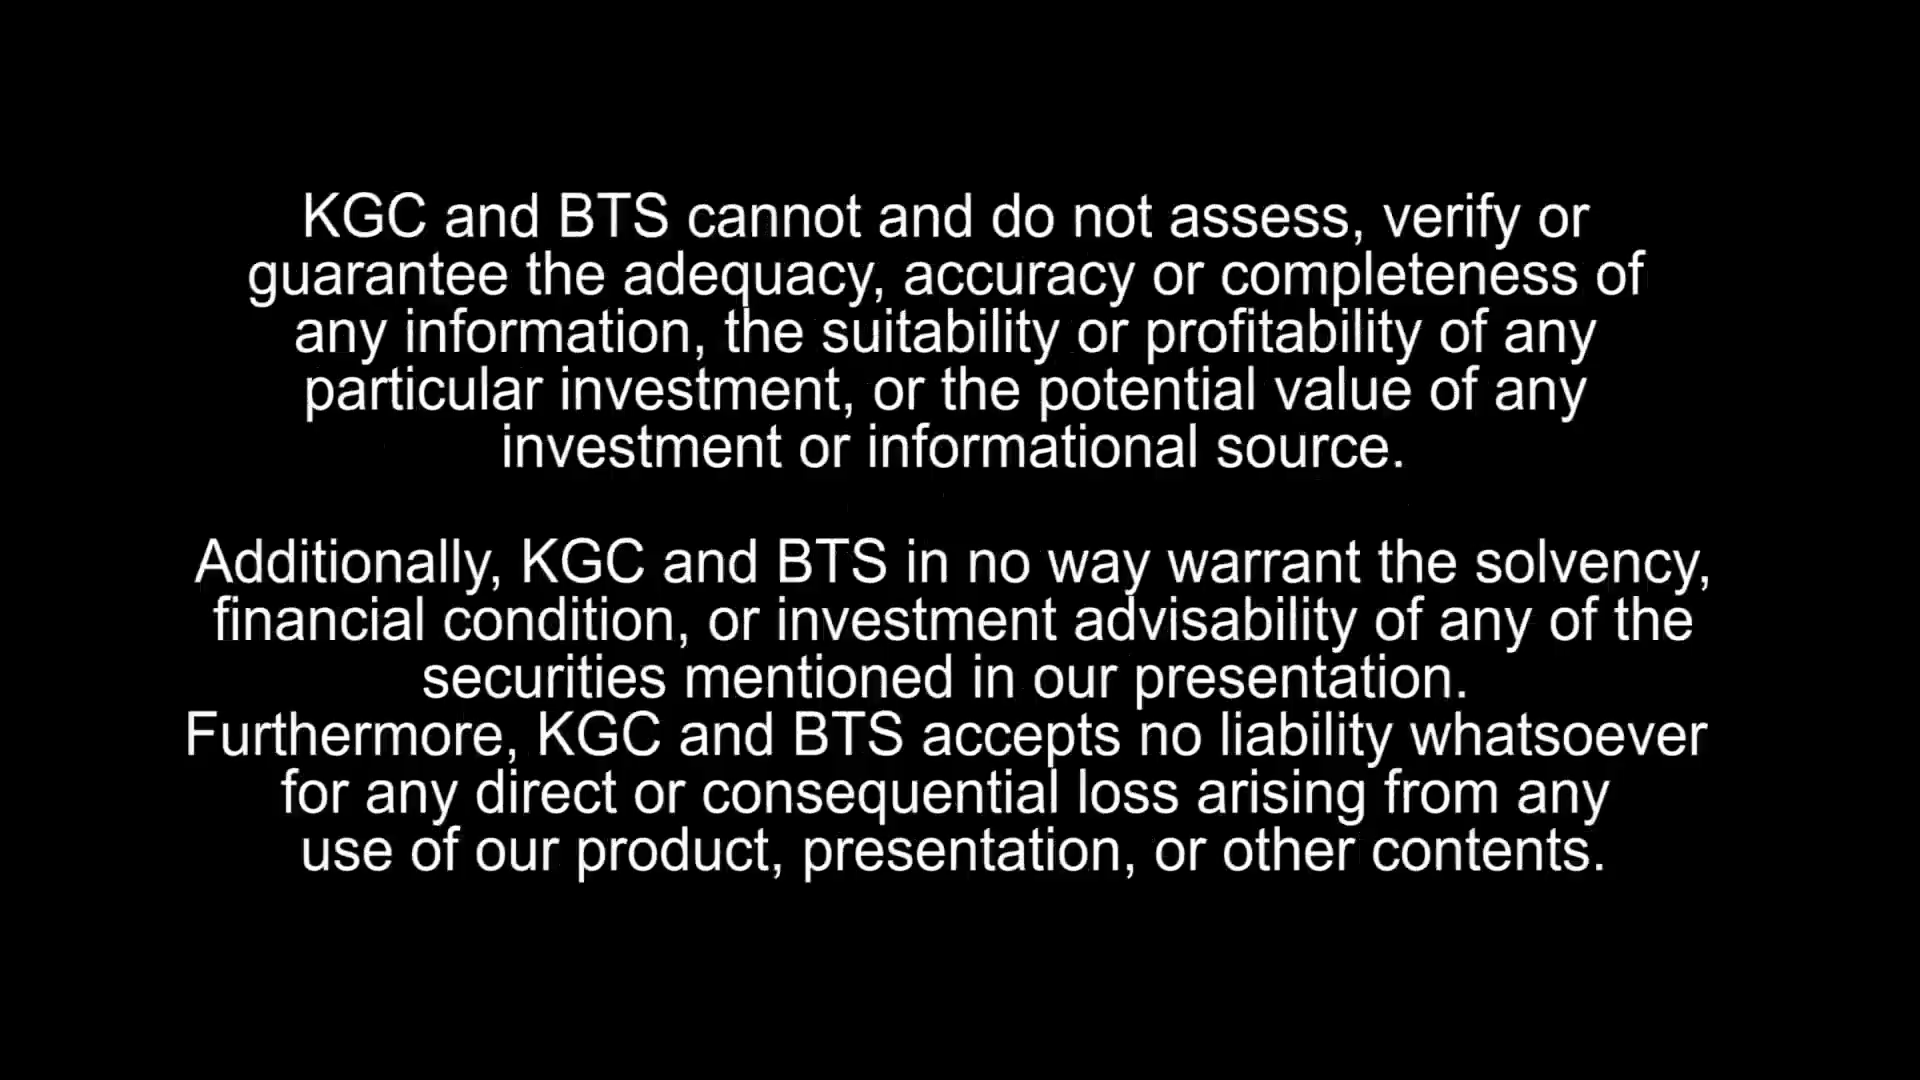 KGC and BTS cannot and do not assess, verify or
guarantee the adequacy, accuracy or completeness of
any information, the suitability or profitability of any
particular investment, or the potential value of any
investment or informational source.
Additionally, KGC and BTS in no way warrant the solvency,
financial condition, or investment advisability of any of the
securities mentioned in our presentation.
Furthermore, KGC and BTS accepts no liability whatsoever
for any direct or consequential loss arising from any
use of our product, presentation, or other contents.